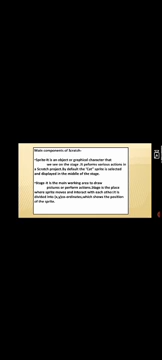 Main components of Scratch:-
•Sprite-It is an object or graphical character that
we see on the stage. It peforms various actions in
a Scratch project.By default the "Cat" sprite is selected
and displayed in the middle of the stage.
•Stage-It is the main working area to draw
pictures or perform actions.Stage is the place
where sprite moves and interact with each other.It is
divided into (x,y)co ordinates,which shows the position
of the sprite.